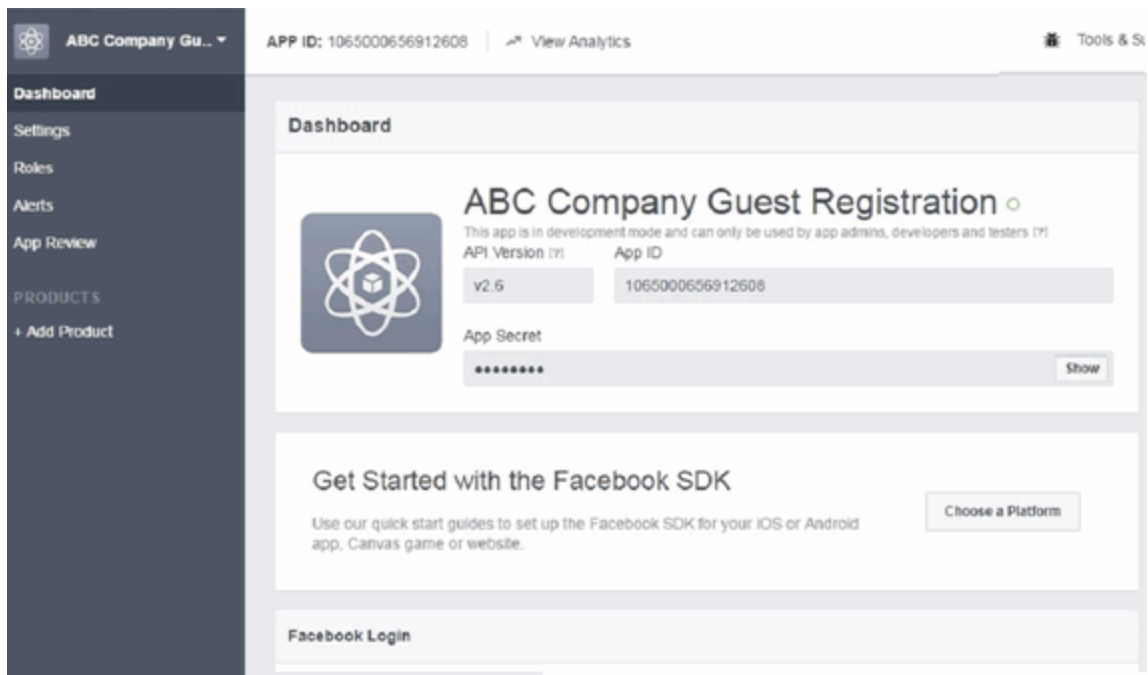 ABC Company Gu...
APP ID: 1065000656912608
View Analytics
Tools & Su
Dashboard
Settings
Roles
Alerts
App Review
PRODUCTS
+ Add Product
Dashboard
ABC Company Guest Registration
This app is in development mode and can only be used by app admins, developers and testers [?]
API Version [?]
App ID
v2.6
1065000656912608
App Secret
●●●●●●●●
Show
Get Started with the Facebook SDK
Use our quick start guides to set up the Facebook SDK for your iOS or Android
app, Canvas game or website.
Choose a Platform
Facebook Login